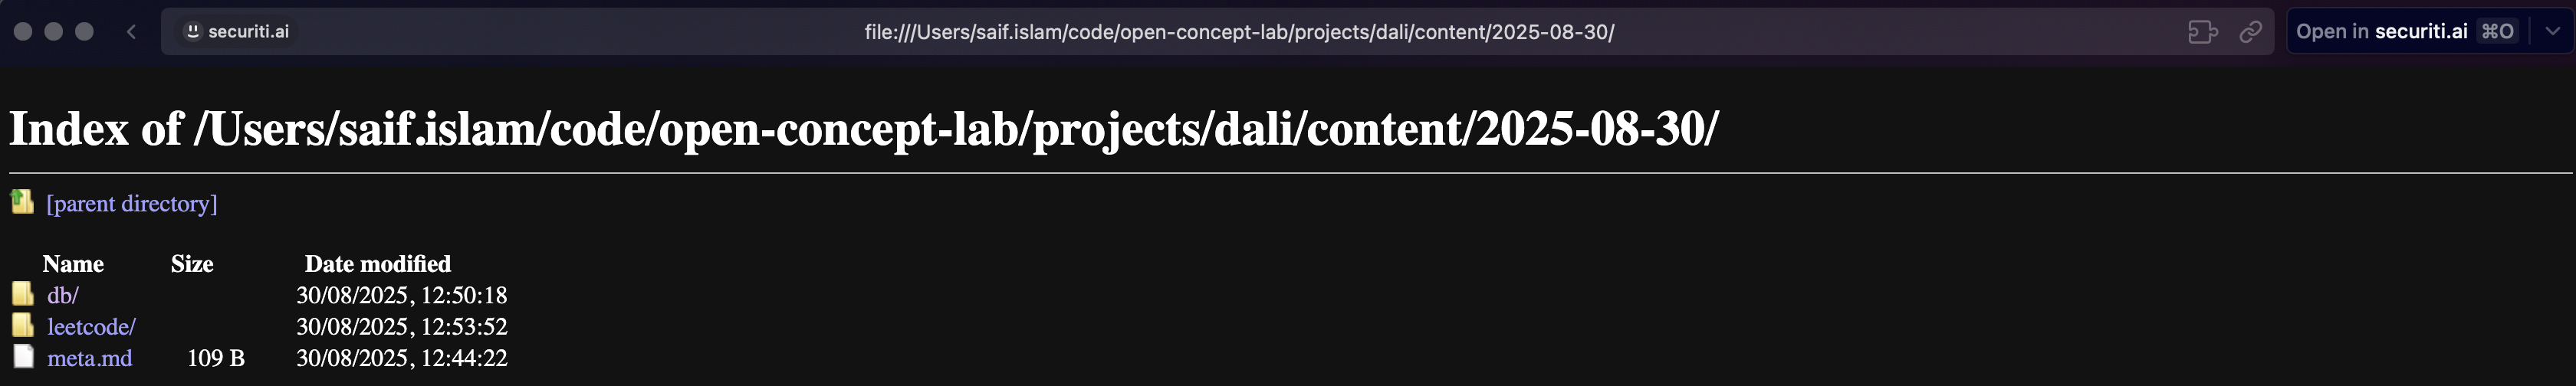 securiti.ai file:///Users/saif.islam/code/open-concept-lab/projects/dali/content/2025-08-30/ Open in securiti.ai ⌘O
Index of /Users/saif.islam/code/open-concept-lab/projects/dali/content/2025-08-30/
[parent directory]
Name Size Date modified
db/ 30/08/2025, 12:50:18
leetcode/ 30/08/2025, 12:53:52
meta.md 109 B 30/08/2025, 12:44:22